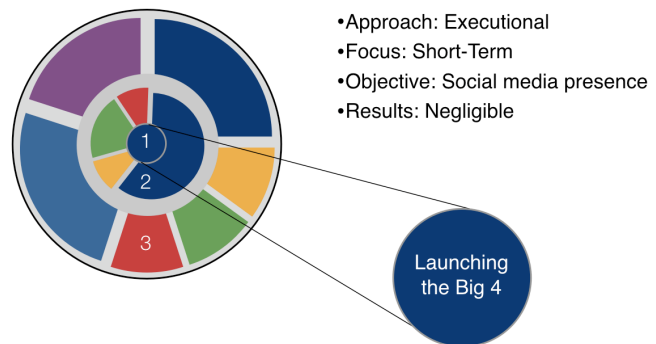 •Approach: Executional
•Focus: Short-Term
•Objective: Social media presence
•Results: Negligible
1
2
3
Launching
the Big 4